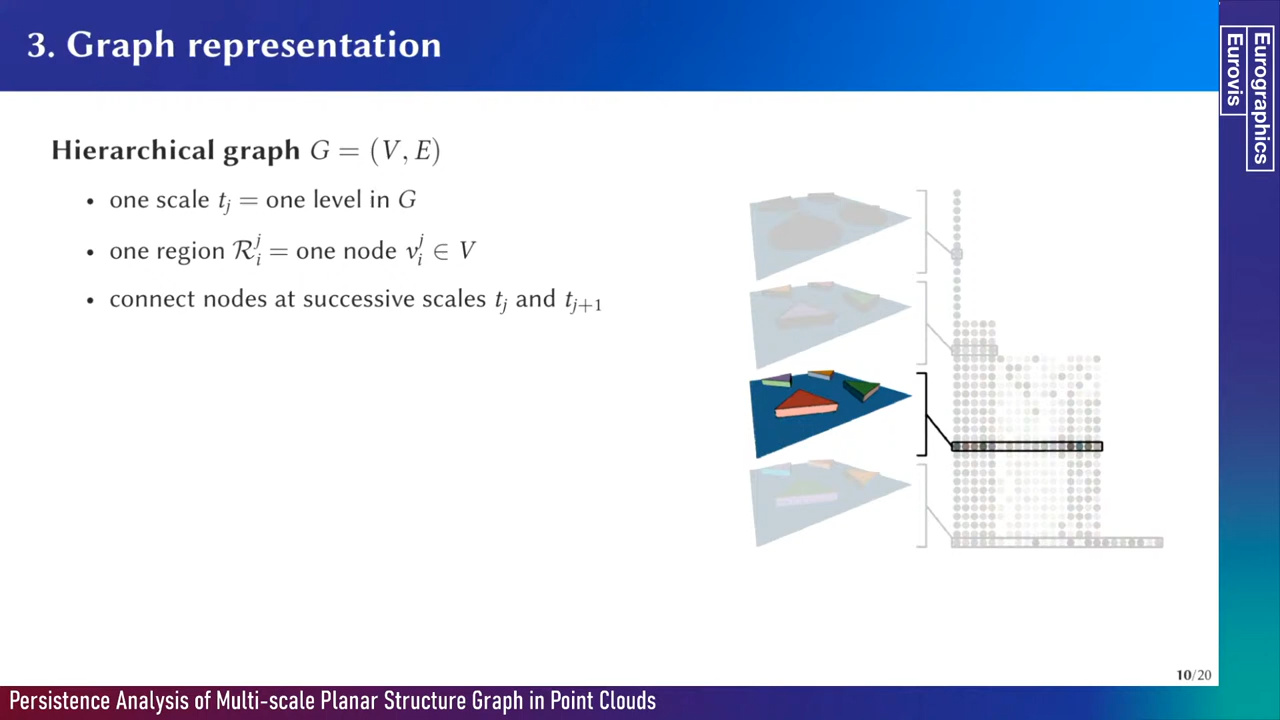 3. Graph representation
Hierarchical graph G = (V, E)
• one scale t_j = one level in G
• one region R_i^j = one node v_i^j ∈ V
• connect nodes at successive scales t_j and t_{j+1}
10/20
Persistence Analysis of Multi-scale Planar Structure Graph in Point Clouds
Eurographics
Eurovis